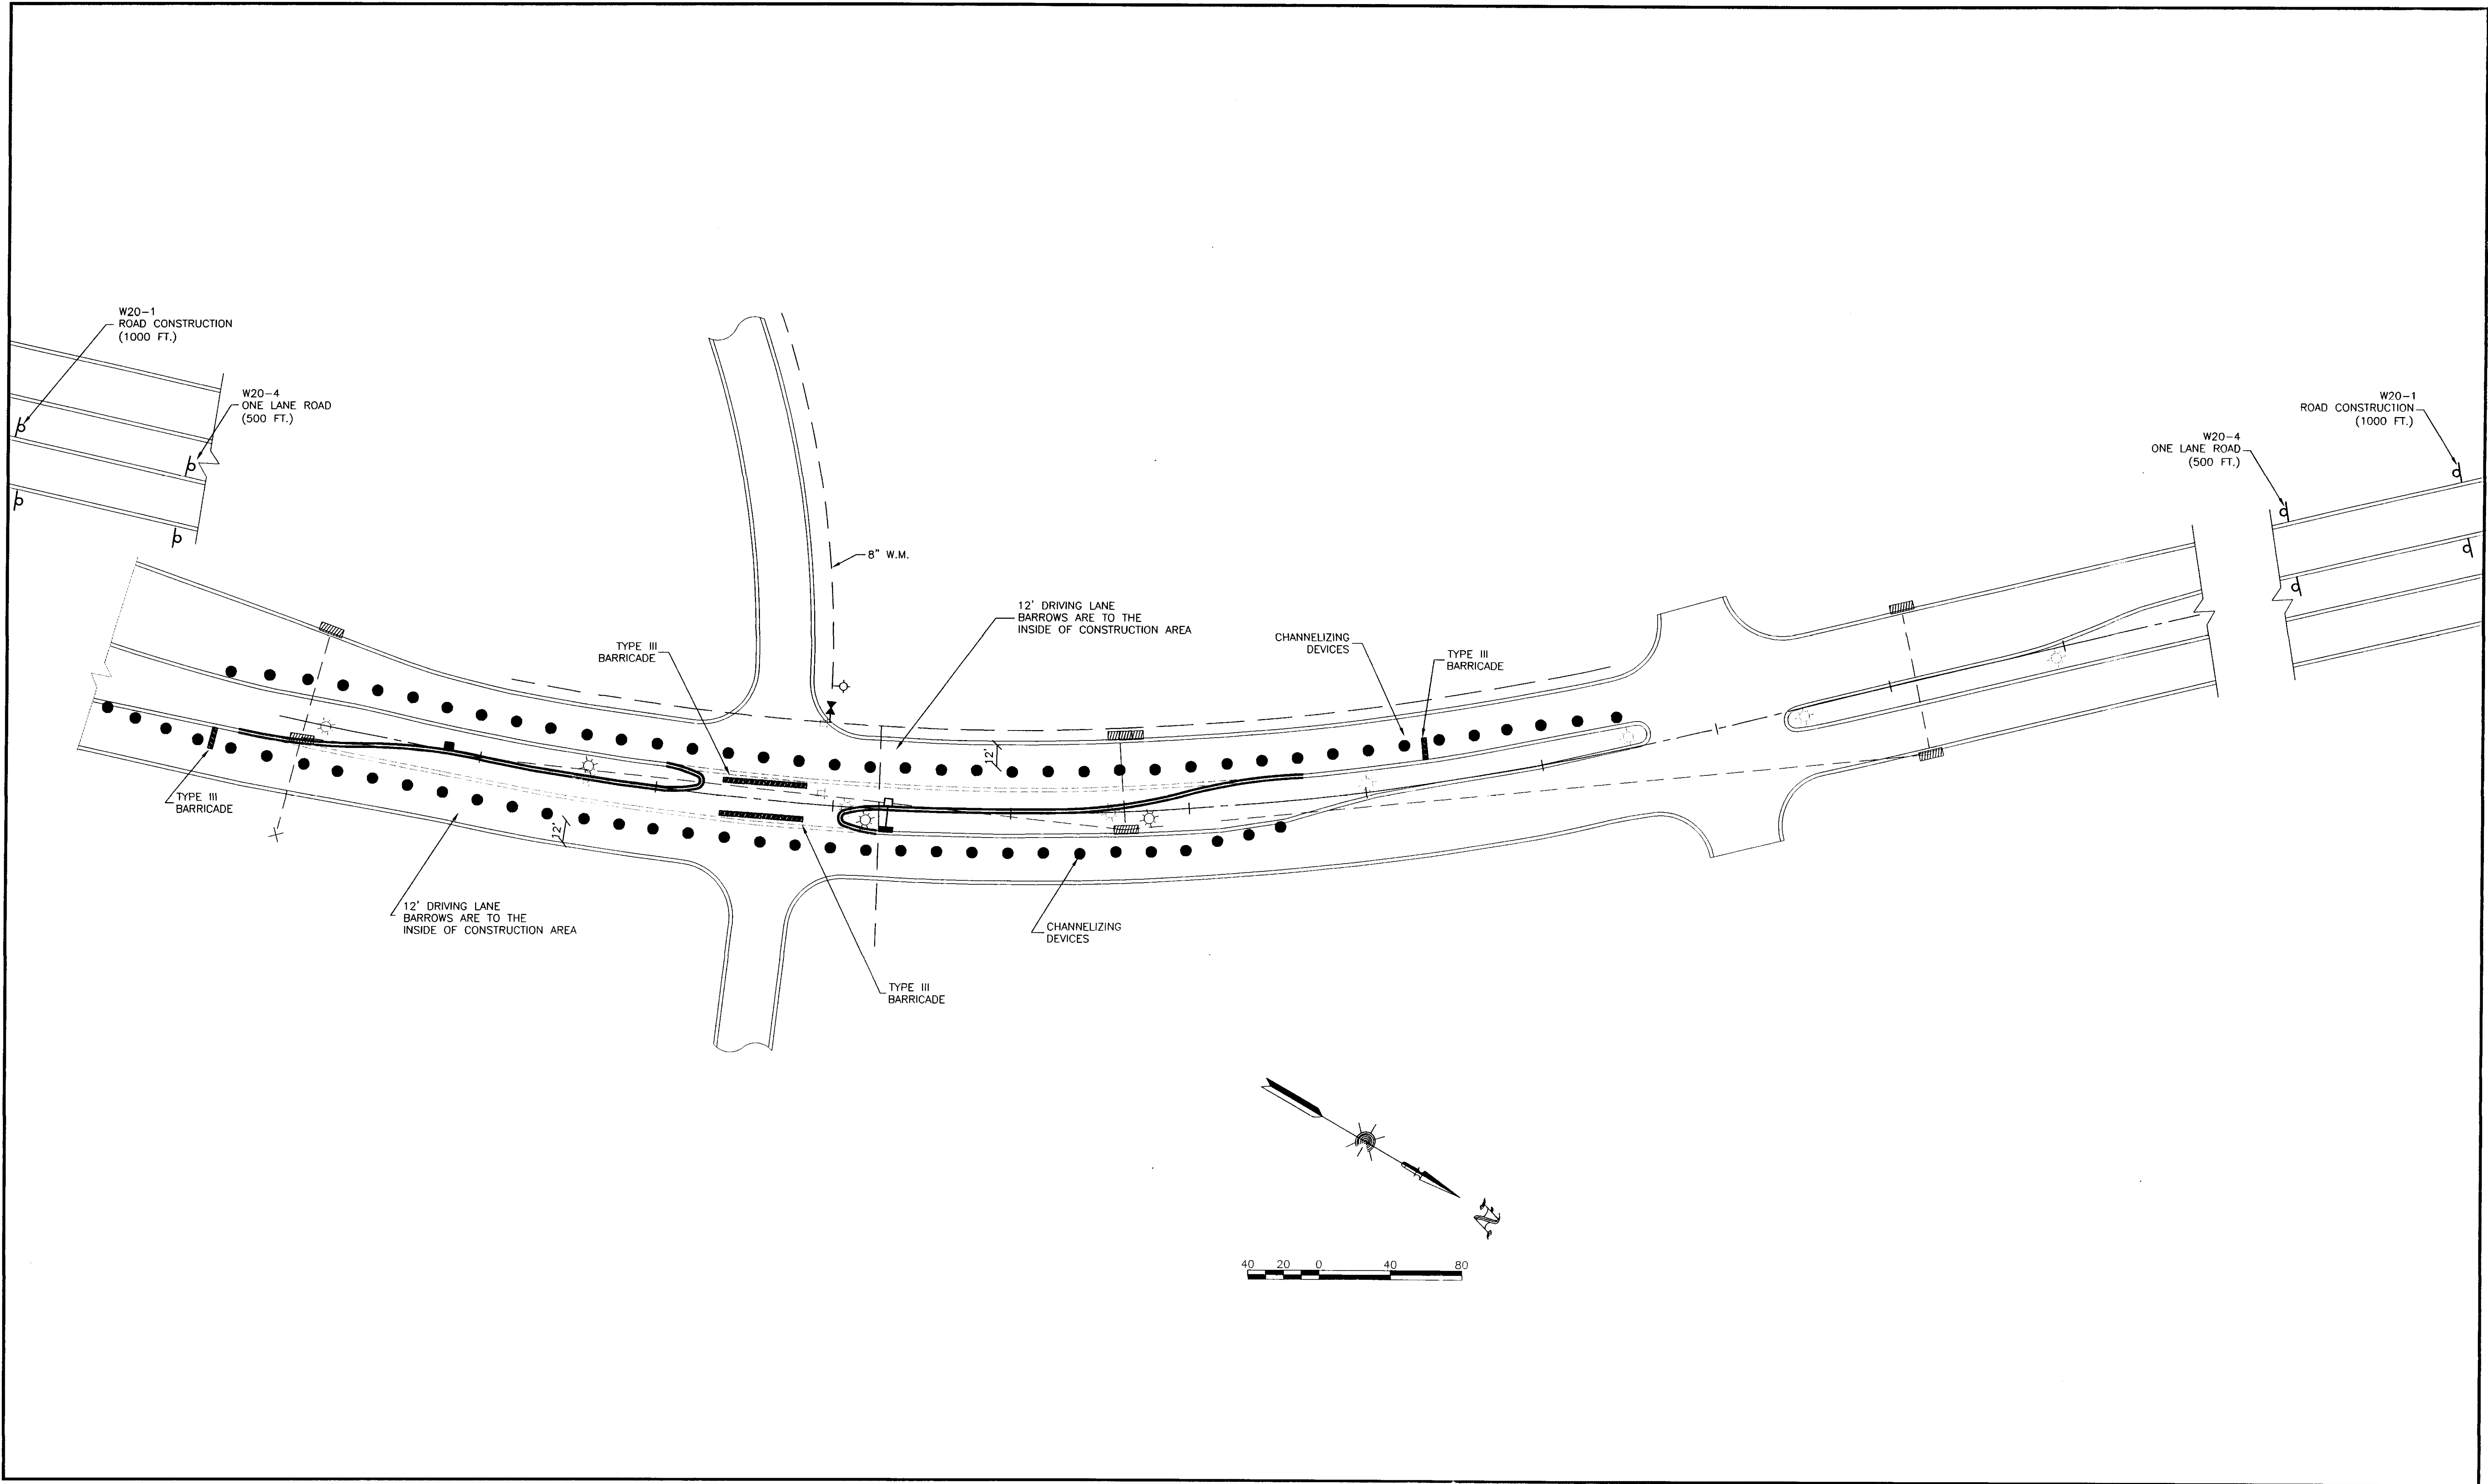 W20-1
ROAD CONSTRUCTION
(1000 FT.)
W20-4
ONE LANE ROAD
(500 FT.)
W20-1
ROAD CONSTRUCTION
(1000 FT.)
W20-4
ONE LANE ROAD
(500 FT.)
8" W.M.
12' DRIVING LANE
BARROWS ARE TO THE
INSIDE OF CONSTRUCTION AREA
TYPE III
BARRICADE
CHANNELIZING
DEVICES
TYPE III
BARRICADE
12'
TYPE III
BARRICADE
12'
12' DRIVING LANE
BARROWS ARE TO THE
INSIDE OF CONSTRUCTION AREA
CHANNELIZING
DEVICES
TYPE III
BARRICADE
N
40 20 0 40 80